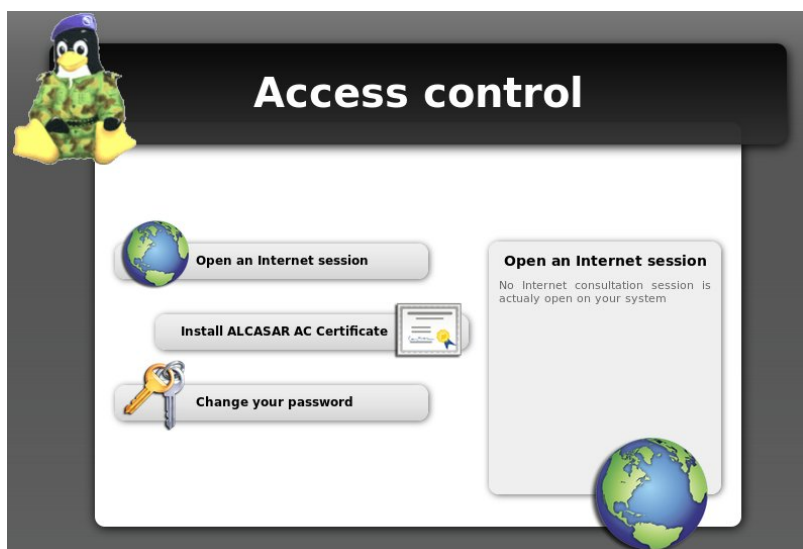 Access control
Open an Internet session
Install ALCASAR AC Certificate
Change your password
Open an Internet session
No Internet consultation session is
actualy open on your system